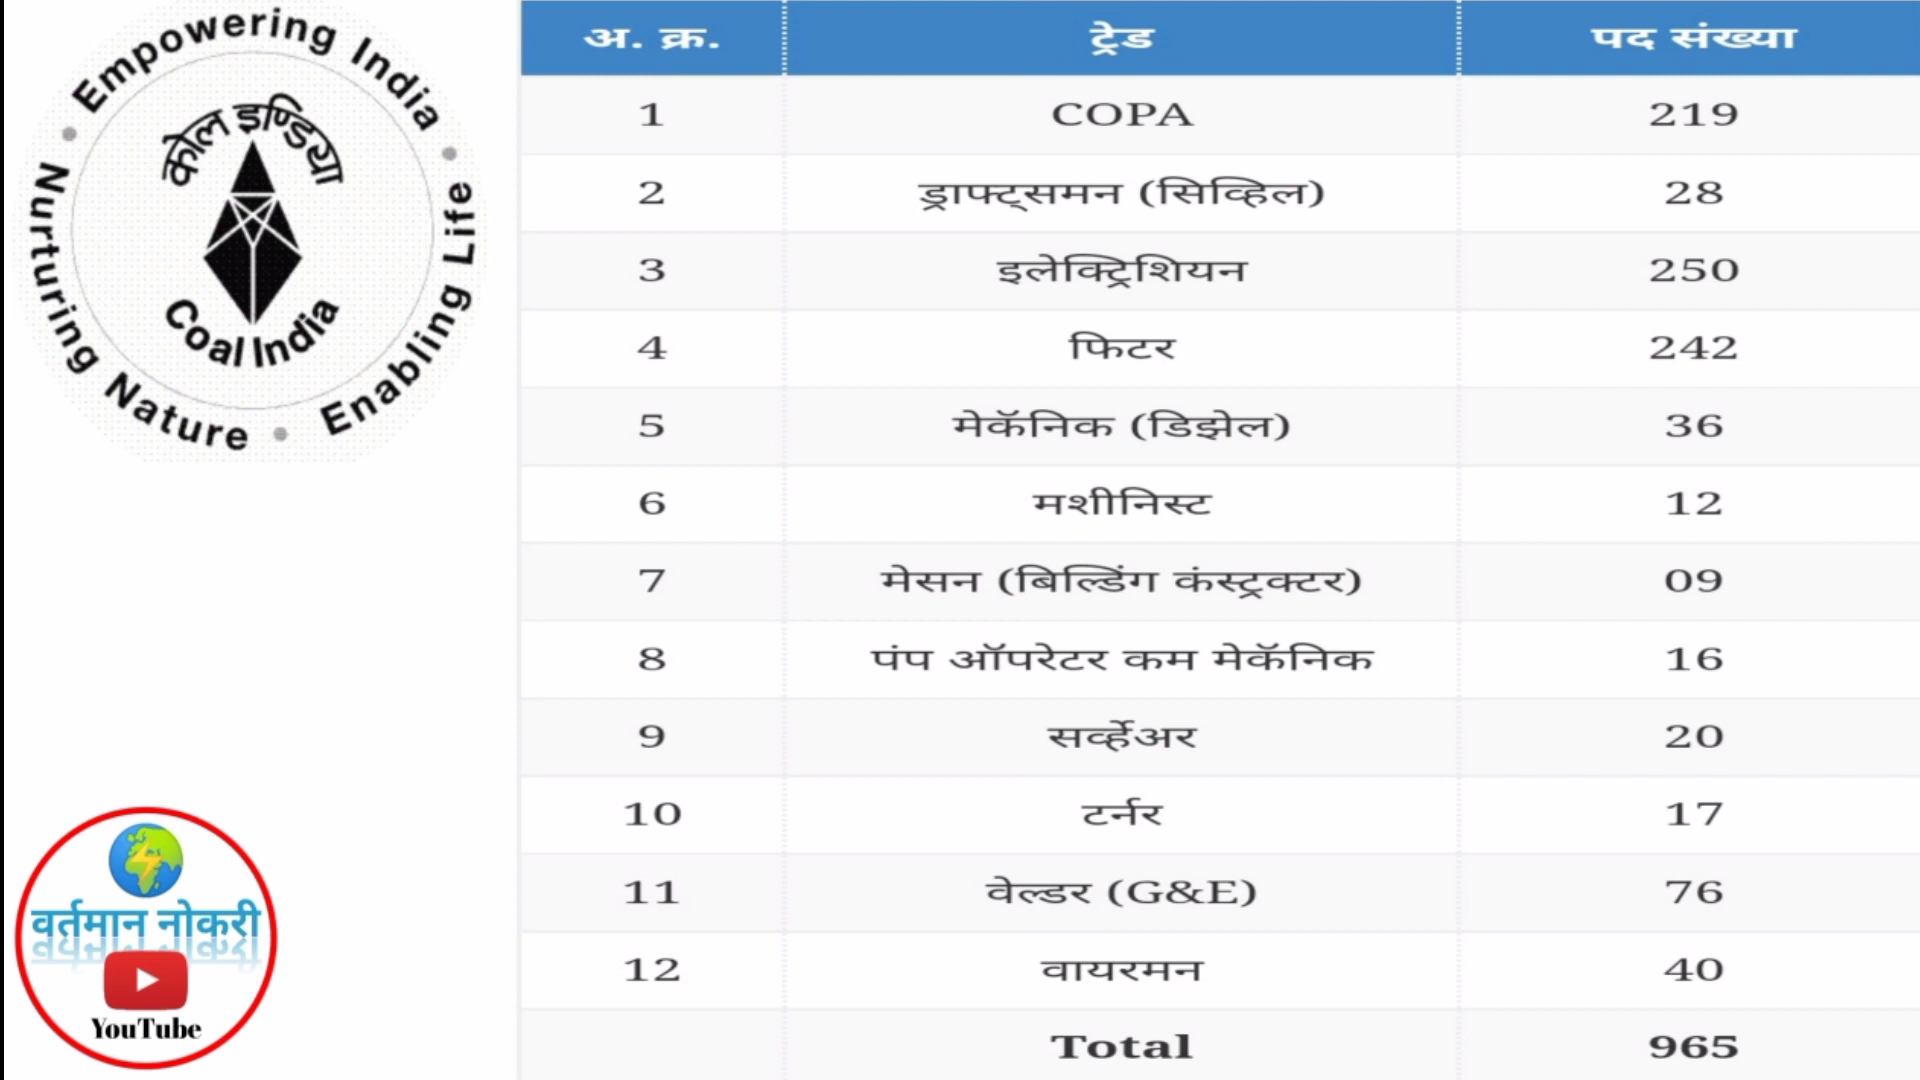 Empowering India
Nurturing Nature
Enabling Life
कोल इण्डिया
Coal India
अ. क्र. ट्रेड पद संख्या
1 COPA 219
2 ड्राफ्ट्समन (सिव्हिल) 28
3 इलेक्ट्रिशियन 250
4 फिटर 242
5 मेकॅनिक (डिझेल) 36
6 मशीनिस्ट 12
7 मेसन (बिल्डिंग कंस्ट्रक्टर) 09
8 पंप ऑपरेटर कम मेकॅनिक 16
9 सर्व्हेअर 20
10 टर्नर 17
11 वेल्डर (G&E) 76
12 वायरमन 40
Total 965
वर्तमान नोकरी
YouTube